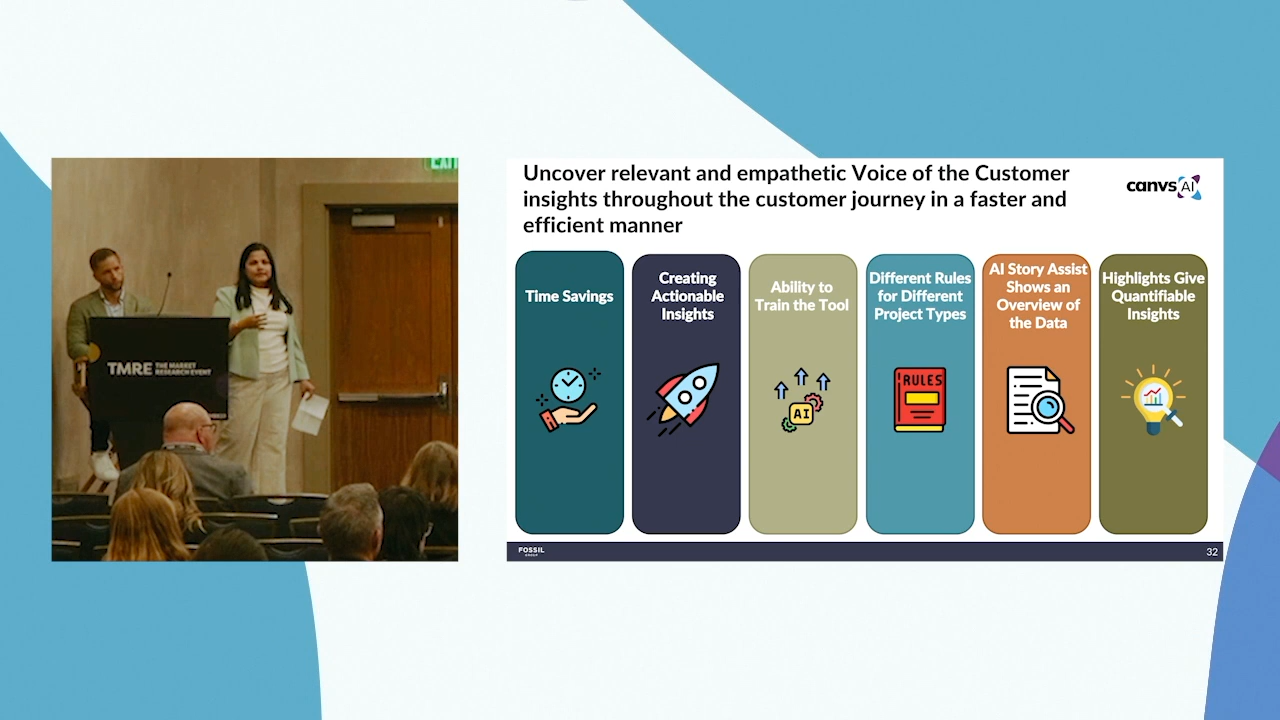 EXIT
TMRE THE MARKET
RESEARCH EVENT
Uncover relevant and empathetic Voice of the Customer
insights throughout the customer journey in a faster and
efficient manner
canvs AI
Time Savings
Creating
Actionable
Insights
Ability to
Train the Tool
AI
Different Rules
for Different
Project Types
RULES
AI Story Assist
Shows an
Overview of
the Data
Highlights Give
Quantifiable
Insights
FOSSIL
GROUP
32